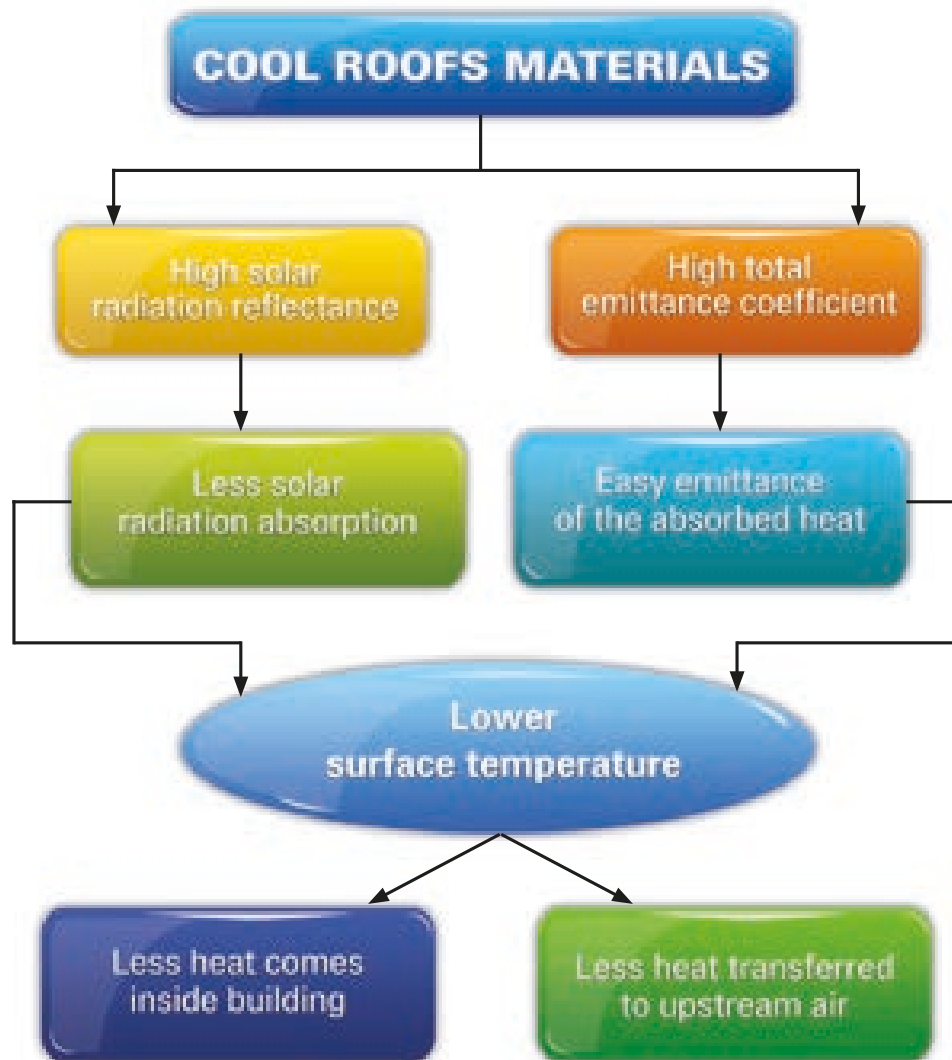 COOL ROOFS MATERIALS
High solar
radiation reflectance
High total
emittance coefficient
Less solar
radiation absorption
Easy emittance
of the absorbed heat
Lower
surface temperature
Less heat comes
inside building
Less heat transferred
to upstream air